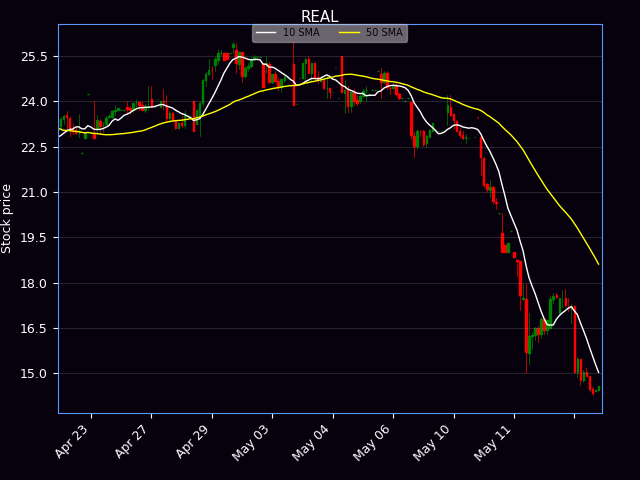 REAL
10 SMA
50 SMA
Stock price
25.5
24.0
22.5
21.0
19.5
18.0
16.5
15.0
Apr 23
Apr 27
Apr 29
May 03
May 04
May 06
May 10
May 11